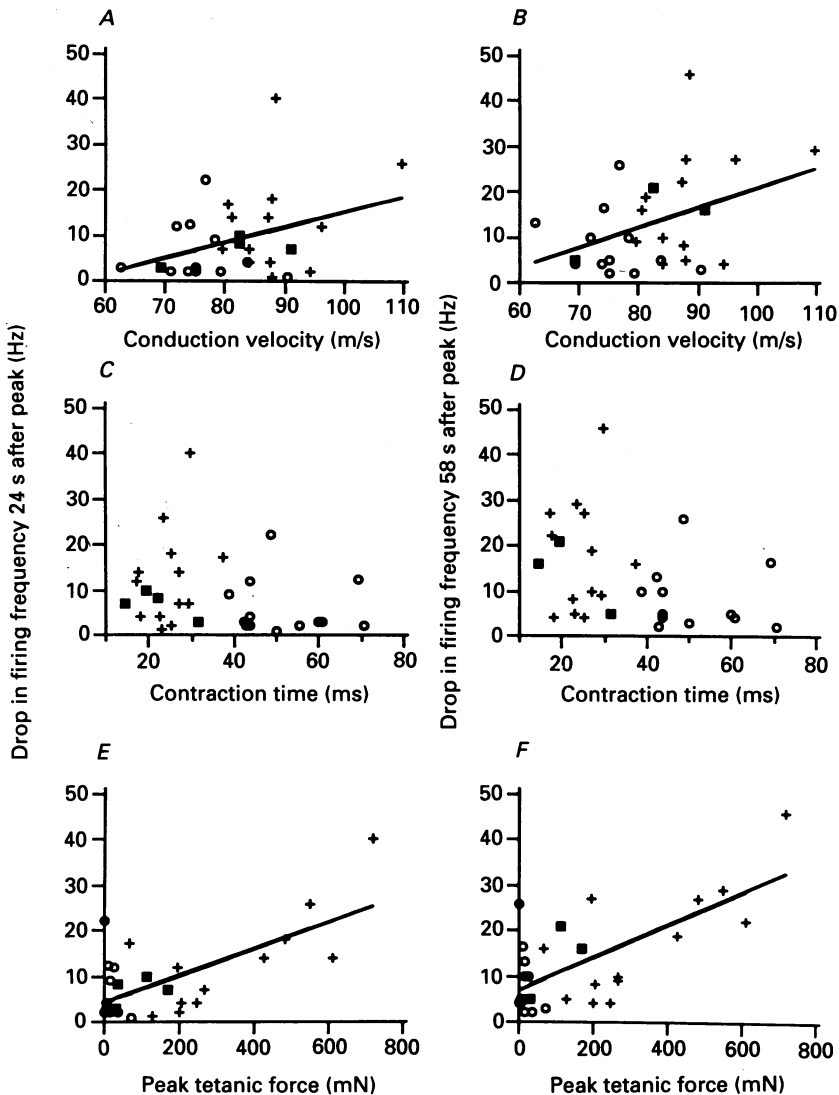 A
B
50
40
30
20
10
0
60 70 80 90 100 110
Conduction velocity (m/s)
50
40
30
20
10
0
60 70 80 90 100 110
Conduction velocity (m/s)
C
D
50
40
30
20
10
0
20 40 60 80
Contraction time (ms)
50
40
30
20
10
0
20 40 60 80
Contraction time (ms)
Drop in firing frequency 24 s after peak (Hz)
Drop in firing frequency 58 s after peak (Hz)
E
F
50
40
30
20
10
0
0 200 400 600 800
Peak tetanic force (mN)
50
40
30
20
10
0
0 200 400 600 800
Peak tetanic force (mN)